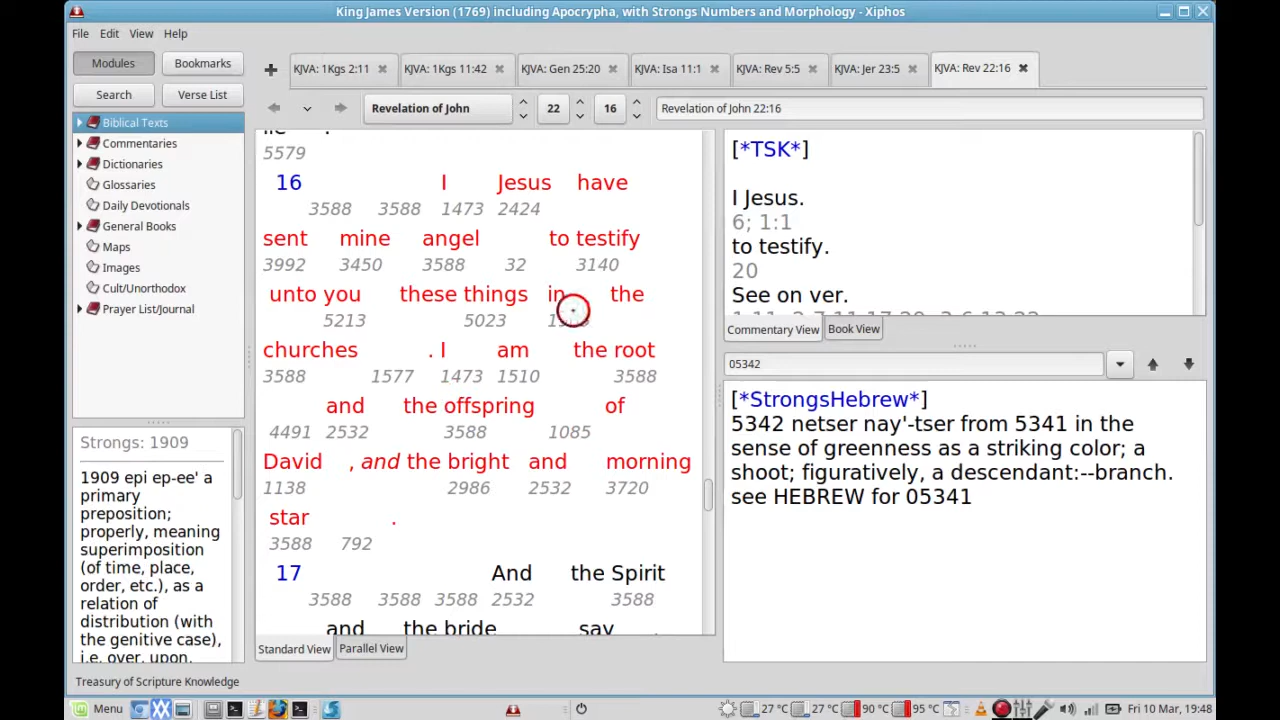 King James Version (1769) including Apocrypha, with Strongs Numbers and Morphology - Xiphos
File Edit View Help
Modules Bookmarks
Search Verse List
Biblical Texts
Commentaries
Dictionaries
Glossaries
Daily Devotionals
General Books
Maps
Images
Cult/Unorthodox
Prayer List/Journal
Strongs: 1909
1909 epi ep-ee' a
primary
preposition;
properly, meaning
superimposition
(of time, place,
order, etc.), as a
relation of
distribution (with
the genitive case),
i.e. over, upon,
KJVA: 1Kgs 2:11 KJVA: 1Kgs 11:42 KJVA: Gen 25:20 KJVA: Isa 11:1 KJVA: Rev 5:5 KJVA: Jer 23:5 KJVA: Rev 22:16
Revelation of John 22 16 Revelation of John 22:16
5579
16 I Jesus have
3588 3588 1473 2424
sent mine angel to testify
3992 3450 3588 32 3140
unto you these things in the
5213 5023
churches . I am the root
3588 1577 1473 1510 3588
and the offspring of
4491 2532 3588 1085
David , and the bright and morning
1138 2986 2532 3720
star .
3588 792
17 And the Spirit
3588 3588 3588 2532 3588
and the bride say
Standard View Parallel View
[*TSK*]
I Jesus.
6; 1:1
to testify.
20
See on ver.
Commentary View Book View
05342
[*StrongsHebrew*]
5342 netser nay'-tser from 5341 in the
sense of greenness as a striking color; a
shoot; figuratively, a descendant:--branch.
see HEBREW for 05341
Treasury of Scripture Knowledge
Menu 27 °C 27 °C 90 °C 95 °C Fri 10 Mar, 19:48